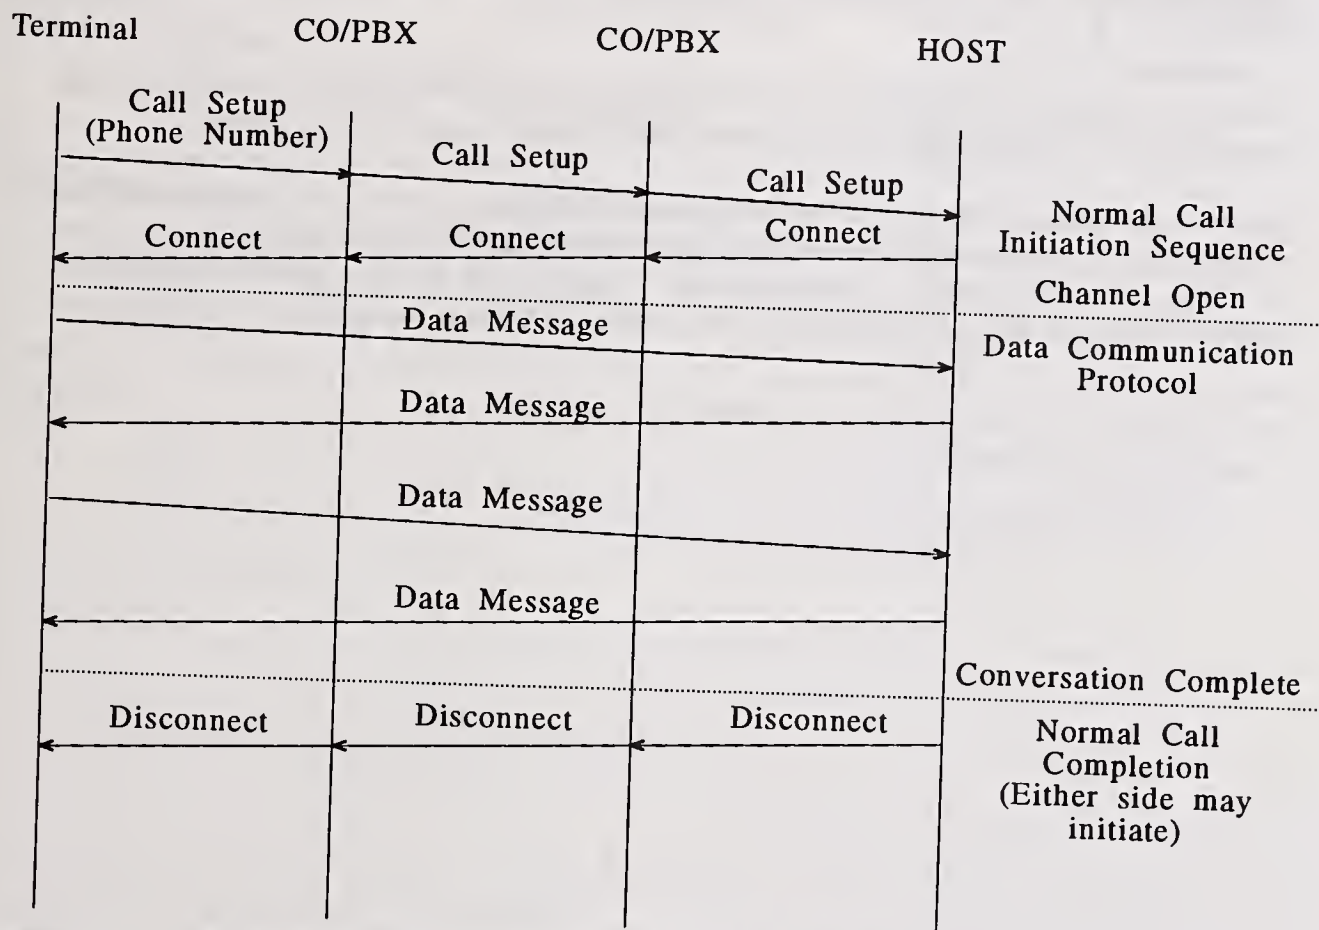 Terminal
CO/PBX
CO/PBX
HOST
Call Setup
(Phone Number)
Call Setup
Call Setup
Connect
Connect
Connect
Normal Call
Initiation Sequence
Channel Open
Data Message
Data Communication
Protocol
Data Message
Data Message
Data Message
Conversation Complete
Disconnect
Disconnect
Disconnect
Normal Call
Completion
(Either side may
initiate)